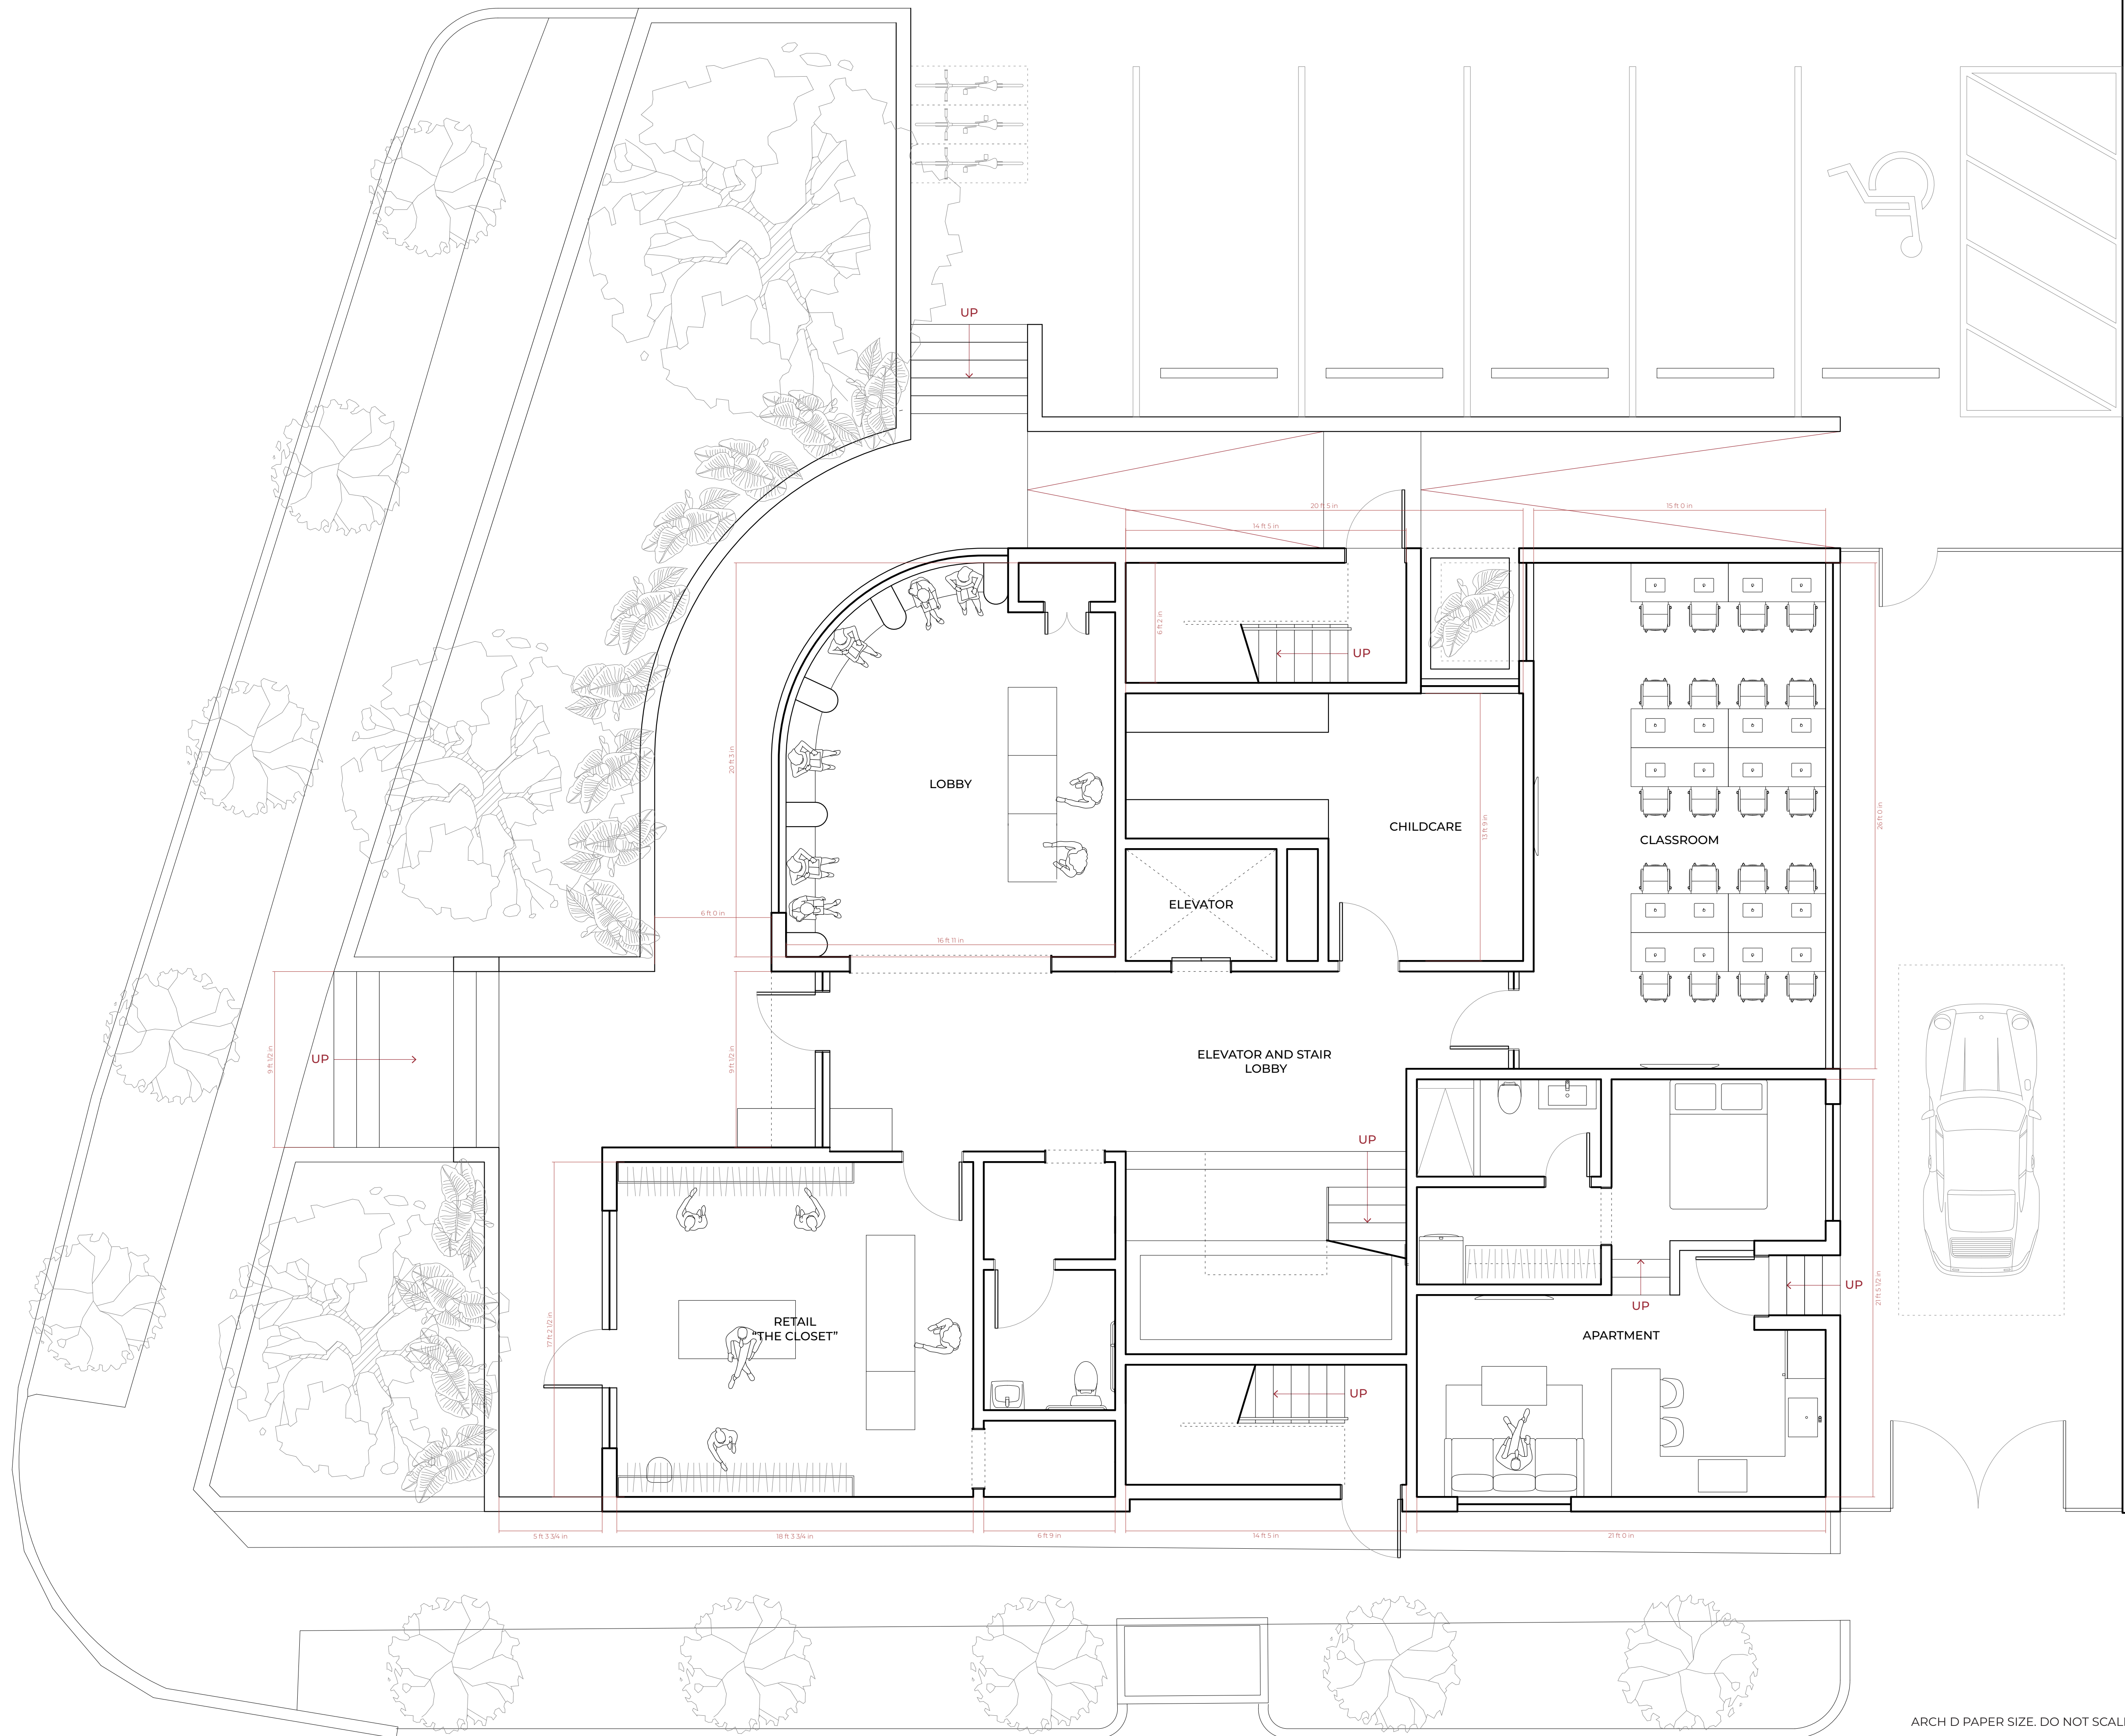 UP
20 ft 5 in
15 ft 0 in
14 ft 5 in
6 ft 2 in
UP
20 ft 3 in
LOBBY
CHILDCARE
13 ft 9 in
CLASSROOM
26 ft 0 in
ELEVATOR
6 ft 0 in
16 ft 11 in
9 ft 1/2 in
UP
9 ft 1/2 in
ELEVATOR AND STAIR
LOBBY
UP
UP
UP
21 ft 5 1/2 in
17 ft 2 1/2 in
RETAIL
“THE CLOSET”
APARTMENT
UP
5 ft 3 3/4 in
18 ft 3 3/4 in
6 ft 9 in
14 ft 5 in
21 ft 0 in
ARCH D PAPER SIZE. DO NOT SCAL